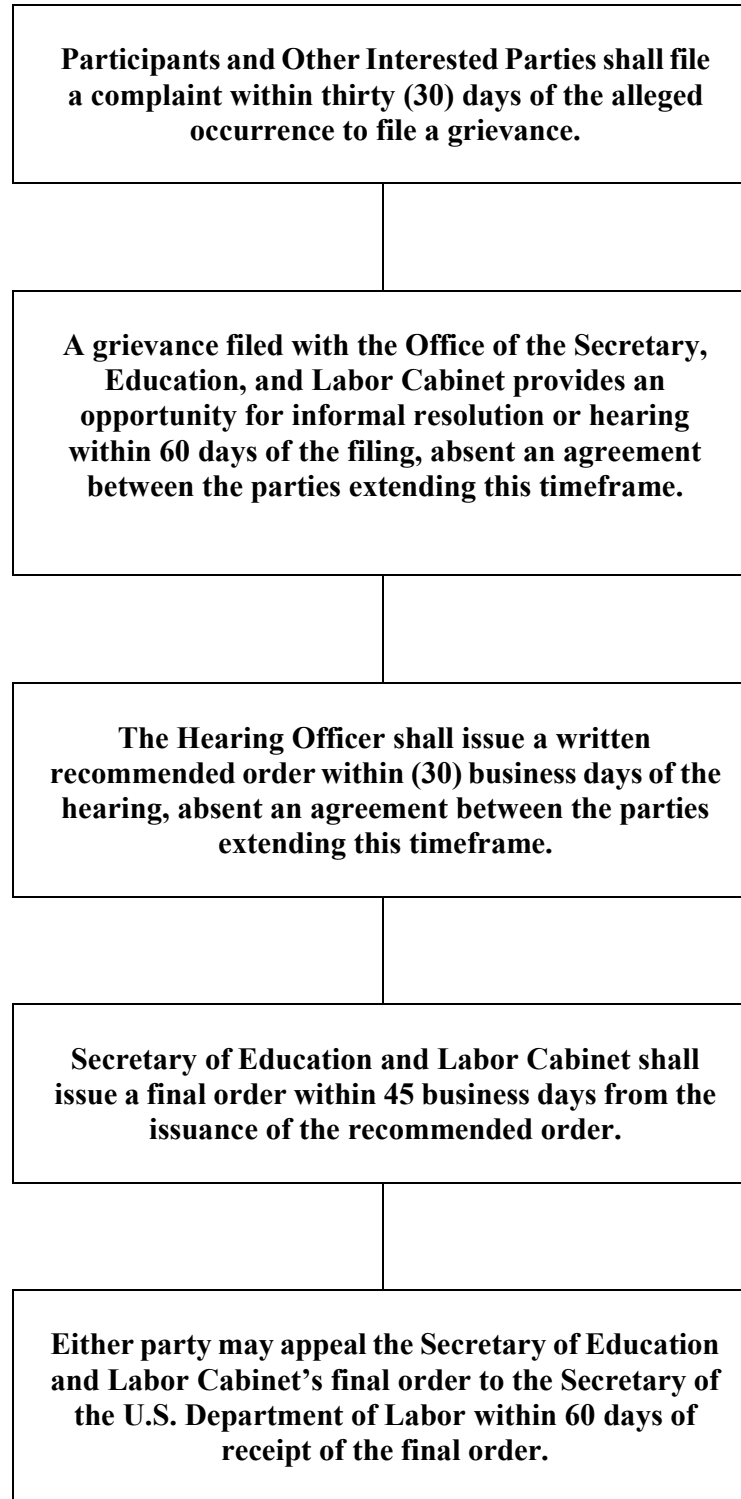 Participants and Other Interested Parties shall file
a complaint within thirty (30) days of the alleged
occurrence to file a grievance.
A grievance filed with the Office of the Secretary,
Education, and Labor Cabinet provides an
opportunity for informal resolution or hearing
within 60 days of the filing, absent an agreement
between the parties extending this timeframe.
The Hearing Officer shall issue a written
recommended order within (30) business days of the
hearing, absent an agreement between the parties
extending this timeframe.
Secretary of Education and Labor Cabinet shall
issue a final order within 45 business days from the
issuance of the recommended order.
Either party may appeal the Secretary of Education
and Labor Cabinet’s final order to the Secretary of
the U.S. Department of Labor within 60 days of
receipt of the final order.